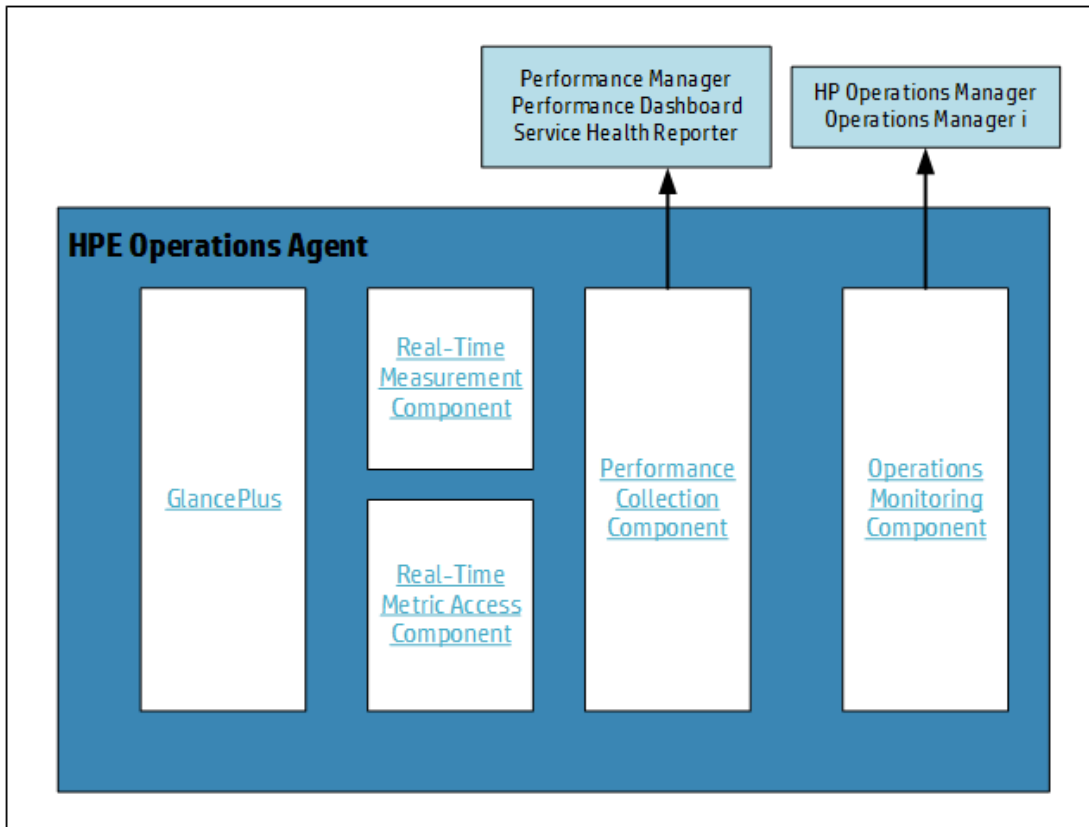 Performance Manager
Performance Dashboard
Service Health Reporter
HP Operations Manager
Operations Manager i
HPE Operations Agent
GlancePlus
Real-Time
Measurement
Component
Real-Time
Metric Access
Component
Performance
Collection
Component
Operations
Monitoring
Component